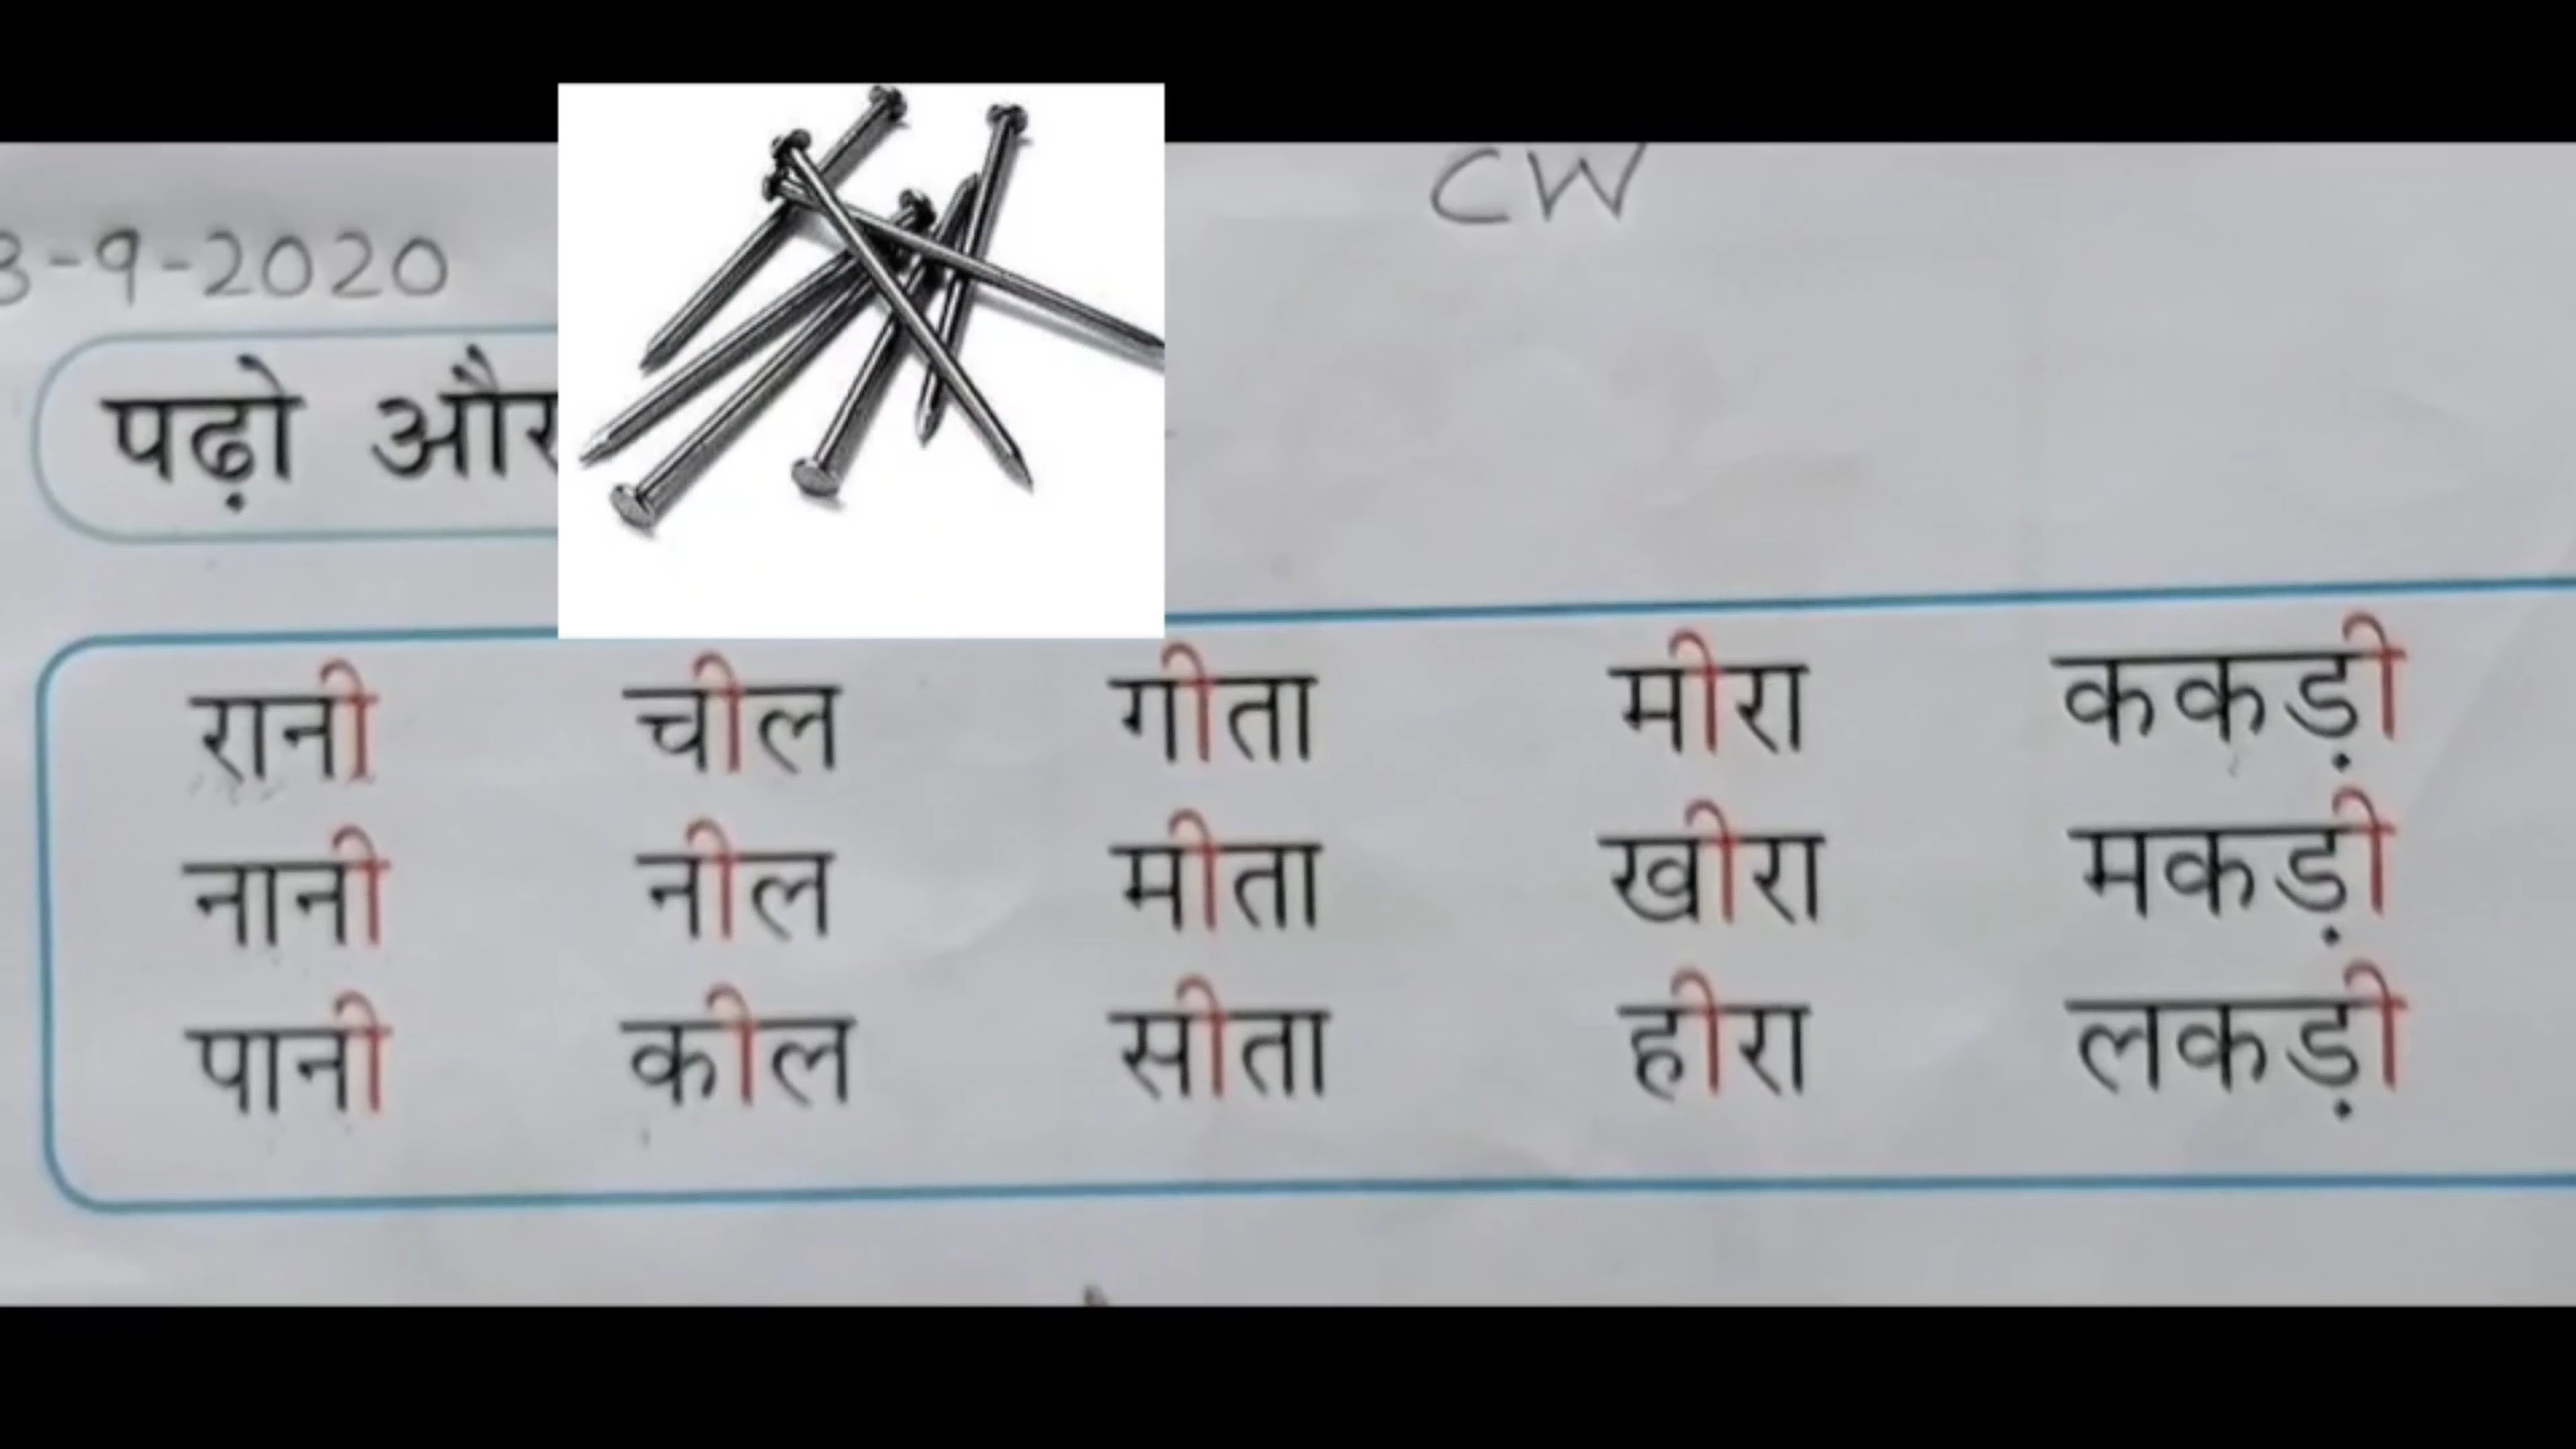 CW
3-9-2020
पढ़ो और
रानी चील गीता मीरा ककड़ी
नानी नील मीता खीरा मकड़ी
पानी कील सीता हीरा लकड़ी